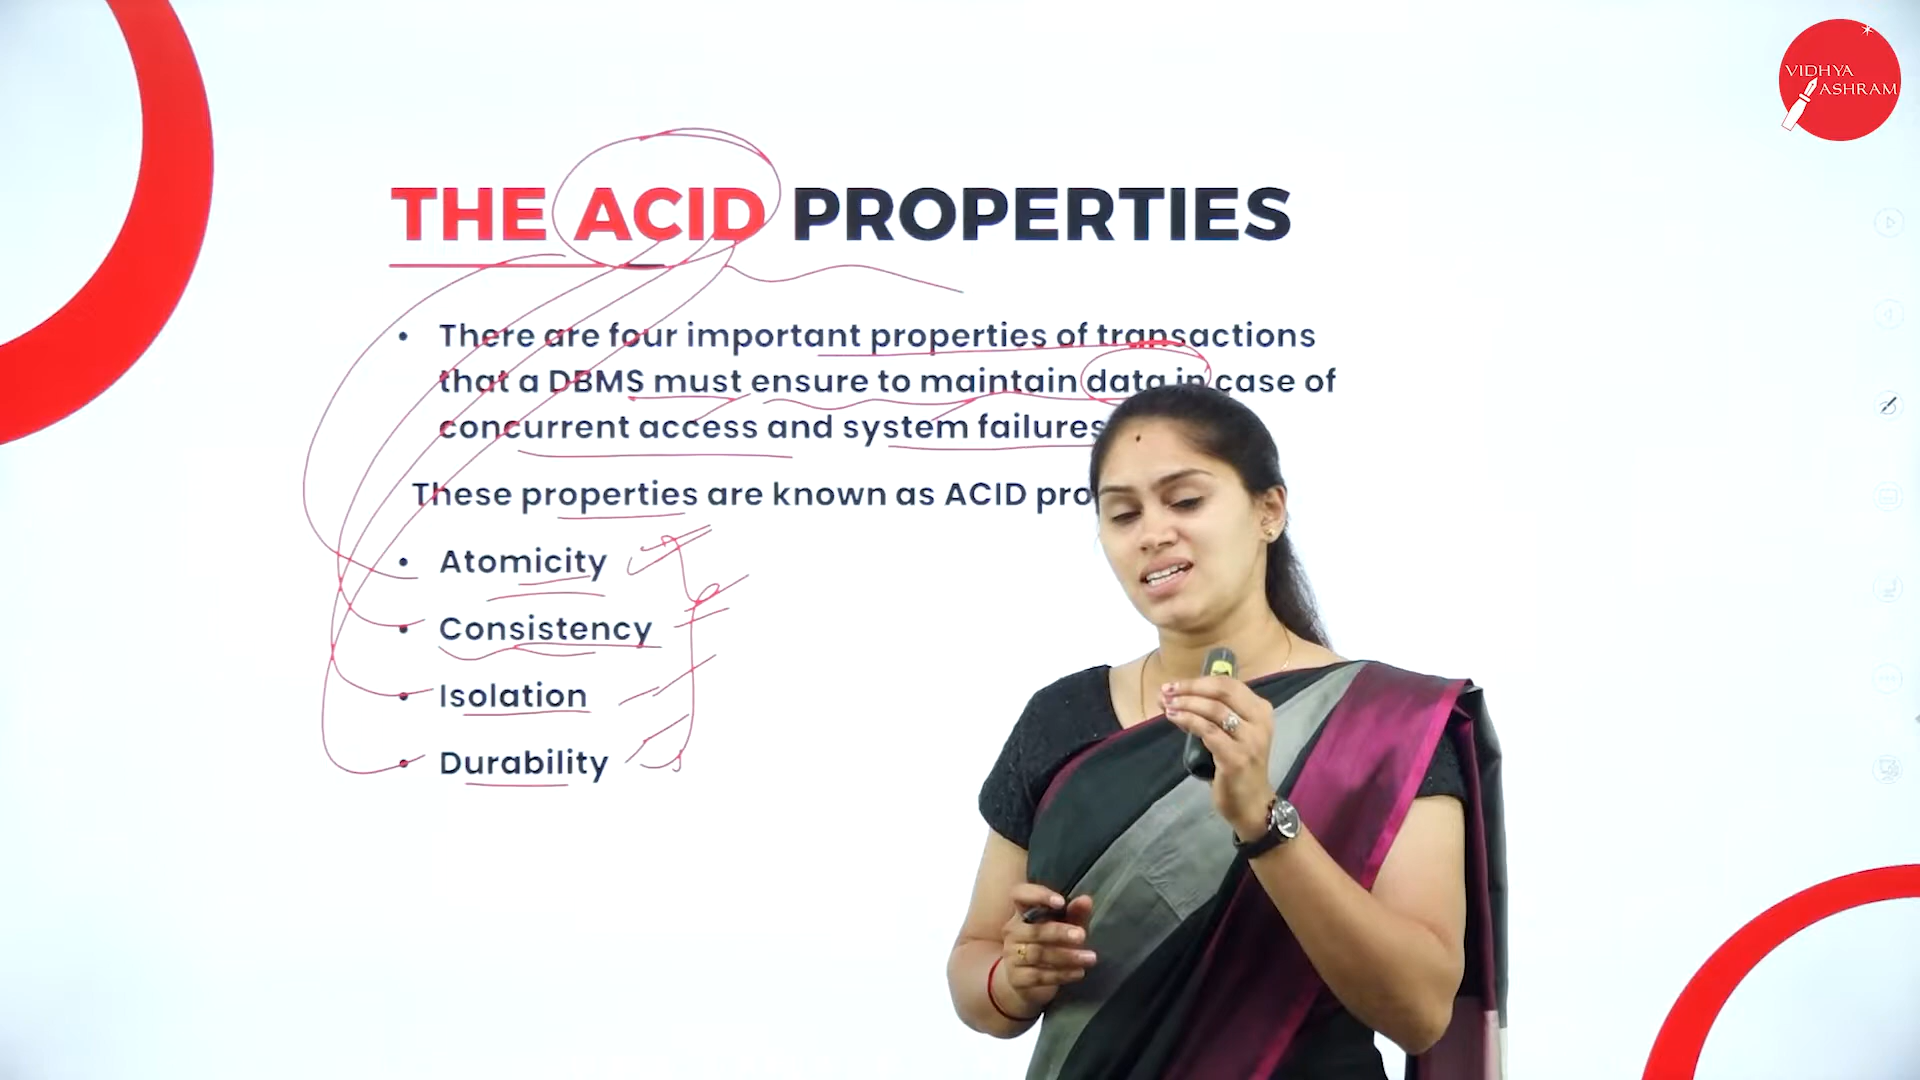 VIDHYA
ASHRAM
THE ACID PROPERTIES
• There are four important properties of transactions
that a DBMS must ensure to maintain data in case of
concurrent access and system failures
These properties are known as ACID pro
• Atomicity
• Consistency
• Isolation
• Durability